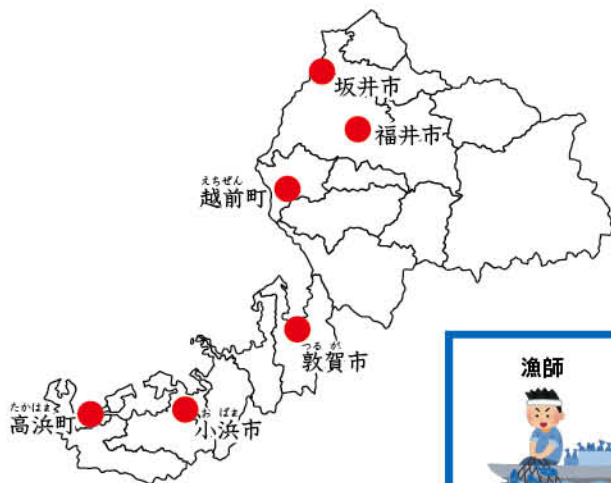 坂井市
福井市
えちぜん
越前町
つるが
敦賀市
たかはま
高浜町
おばま
小浜市
漁師